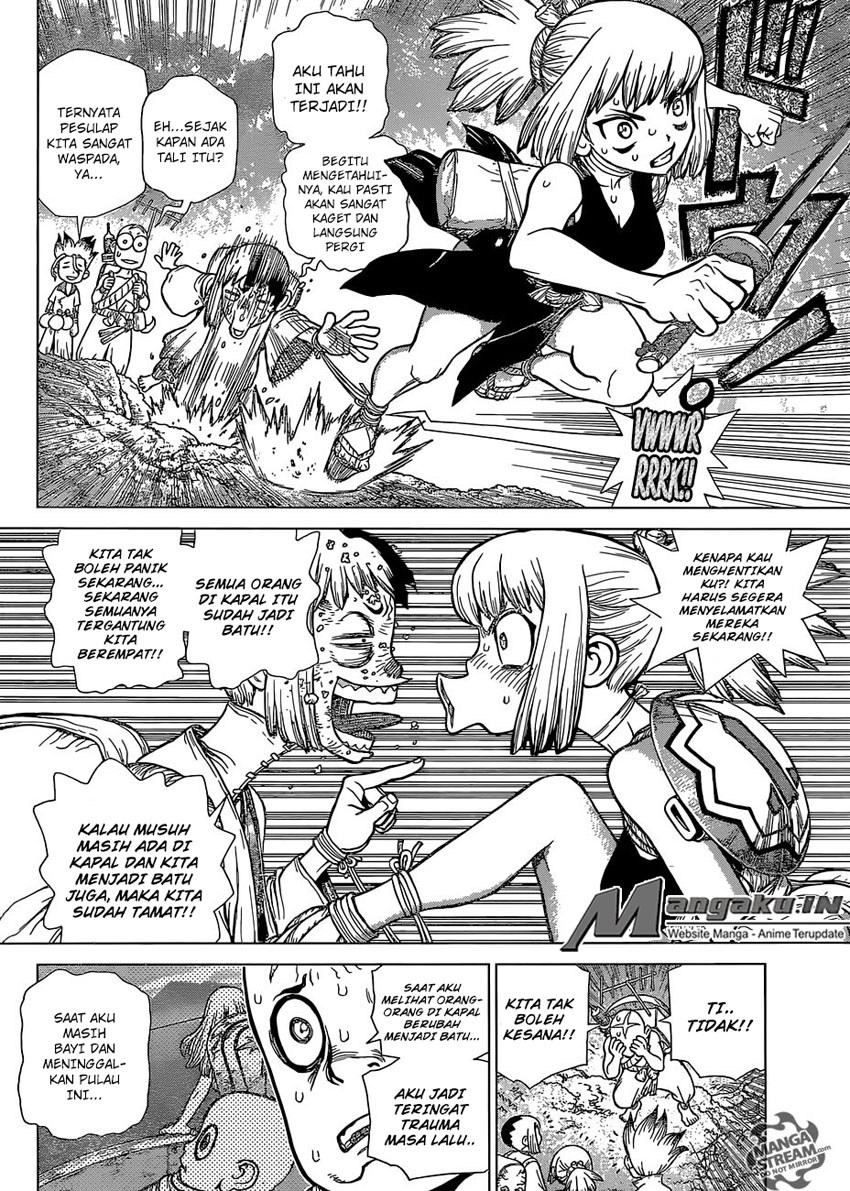 AKU TAHU
INI AKAN
TERJADI!!
BEGITU
MENGETAHUI-
NYA, KAU PASTI
AKAN SANGAT
KAGET DAN
LANGSUNG
PERGI
EH...SEJAK
KAPAN ADA
TALI ITU?
TERNYATA
PESULAP
KITA SANGAT
WASPADA,
YA...
VWWWR
RRRK!!
KENAPA KAU
MENGHENTIKAN
KU?! KITA
HARUS SEGERA
MENYELAMATKAN
MEREKA
SEKARANG!!
SEMUA ORANG
DI KAPAL ITU
SUDAH JADI
BATU!!
KITA TAK
BOLEH PANIK
SEKARANG...
SEKARANG
SEMUANYA
TERGANTUNG
KITA
BEREMPAT!!
KALAU MUSUH
MASIH ADA DI
KAPAL DAN KITA
MENJADI BATU
JUGA, MAKA KITA
SUDAH TAMAT!!
Mangaku.IN
Website Manga - Anime Terupdate
TI..
TIDAK!!
KITA TAK
BOLEH
KESANA!!
SAAT AKU
MELIHAT ORANG-
ORANG DI KAPAL
BERUBAH
MENJADI BATU...
AKU JADI
TERINGAT
TRAUMA
MASA LALU..
SAAT AKU
MASIH
BAYI DAN
MENINGGAL-
KAN PULAU
INI...
MANGA
STREAM.com
DO NOT MIRROR